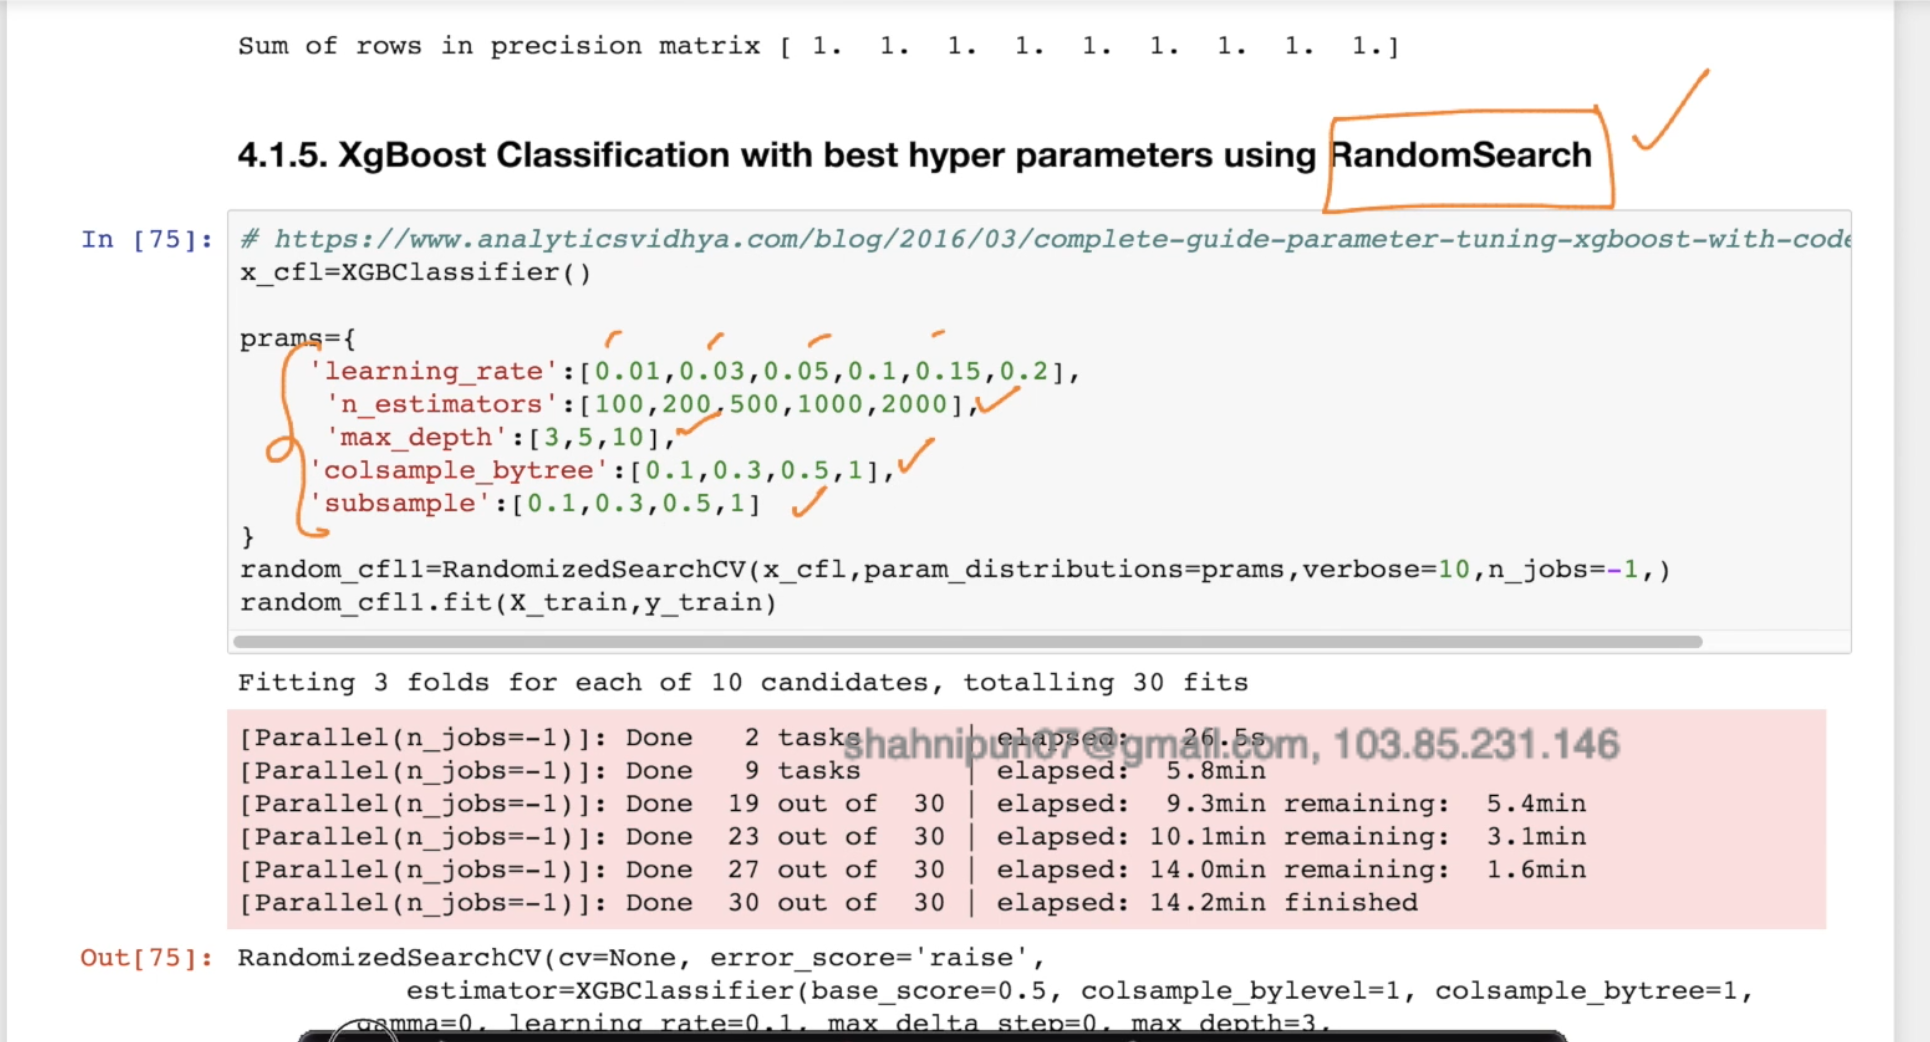 Sum of rows in precision matrix [ 1. 1. 1. 1. 1. 1. 1. 1. 1.]
4.1.5. XgBoost Classification with best hyper parameters using RandomSearch
In [75]:
# https://www.analyticsvidhya.com/blog/2016/03/complete-guide-parameter-tuning-xgboost-with-code
x_cfl=XGBClassifier()
prams={
'learning_rate':[0.01,0.03,0.05,0.1,0.15,0.2],
'n_estimators':[100,200,500,1000,2000],
'max_depth':[3,5,10],
'colsample_bytree':[0.1,0.3,0.5,1],
'subsample':[0.1,0.3,0.5,1]
}
random_cfl1=RandomizedSearchCV(x_cfl,param_distributions=prams,verbose=10,n_jobs=-1,)
random_cfl1.fit(X_train,y_train)
Fitting 3 folds for each of 10 candidates, totalling 30 fits
[Parallel(n_jobs=-1)]: Done 2 tasks | elapsed: 26.5s
shahnipun07@gmail.com, 103.85.231.146
[Parallel(n_jobs=-1)]: Done 9 tasks | elapsed: 5.8min
[Parallel(n_jobs=-1)]: Done 19 out of 30 | elapsed: 9.3min remaining: 5.4min
[Parallel(n_jobs=-1)]: Done 23 out of 30 | elapsed: 10.1min remaining: 3.1min
[Parallel(n_jobs=-1)]: Done 27 out of 30 | elapsed: 14.0min remaining: 1.6min
[Parallel(n_jobs=-1)]: Done 30 out of 30 | elapsed: 14.2min finished
Out[75]: RandomizedSearchCV(cv=None, error_score='raise',
estimator=XGBClassifier(base_score=0.5, colsample_bylevel=1, colsample_bytree=1,
gamma=0, learning_rate=0.1, max_delta_step=0, max_depth=3,